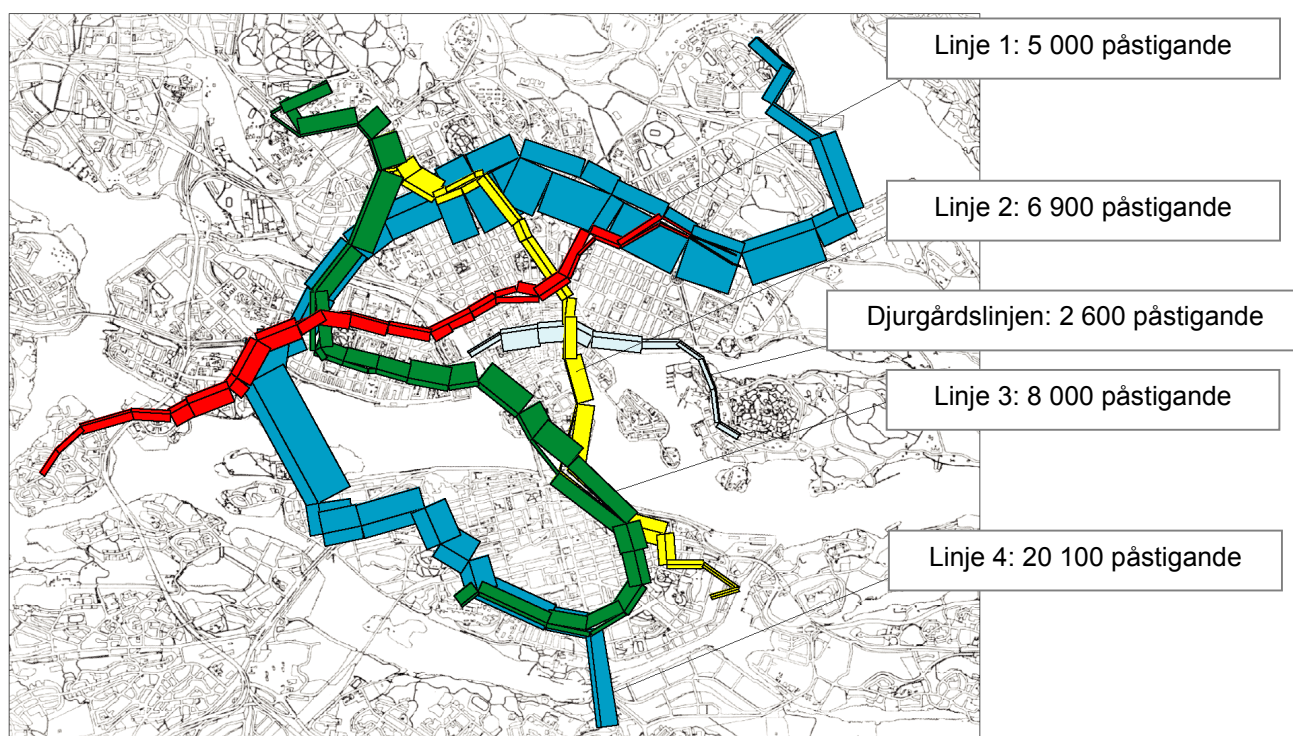 Linje 1: 5 000 påstigande
Linje 2: 6 900 påstigande
Djurgårdslinjen: 2 600 påstigande
Linje 3: 8 000 påstigande
Linje 4: 20 100 påstigande